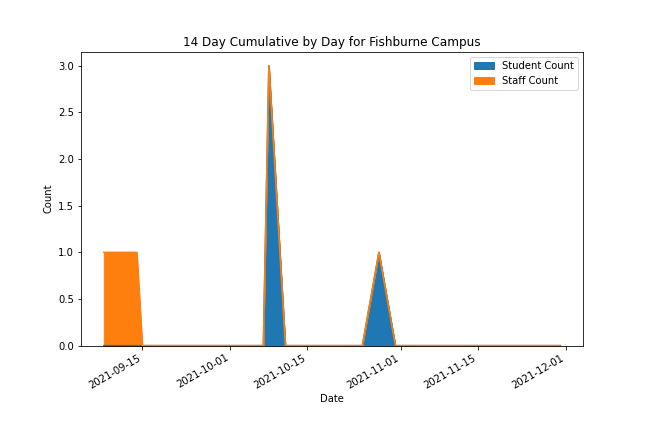 14 Day Cumulative by Day for Fishburne Campus
Student Count
Staff Count
3.0
2.5
2.0
1.5
1.0
0.5
0.0
Count
2021-09-15
2021-10-01
2021-10-15
2021-11-01
2021-11-15
2021-12-01
Date